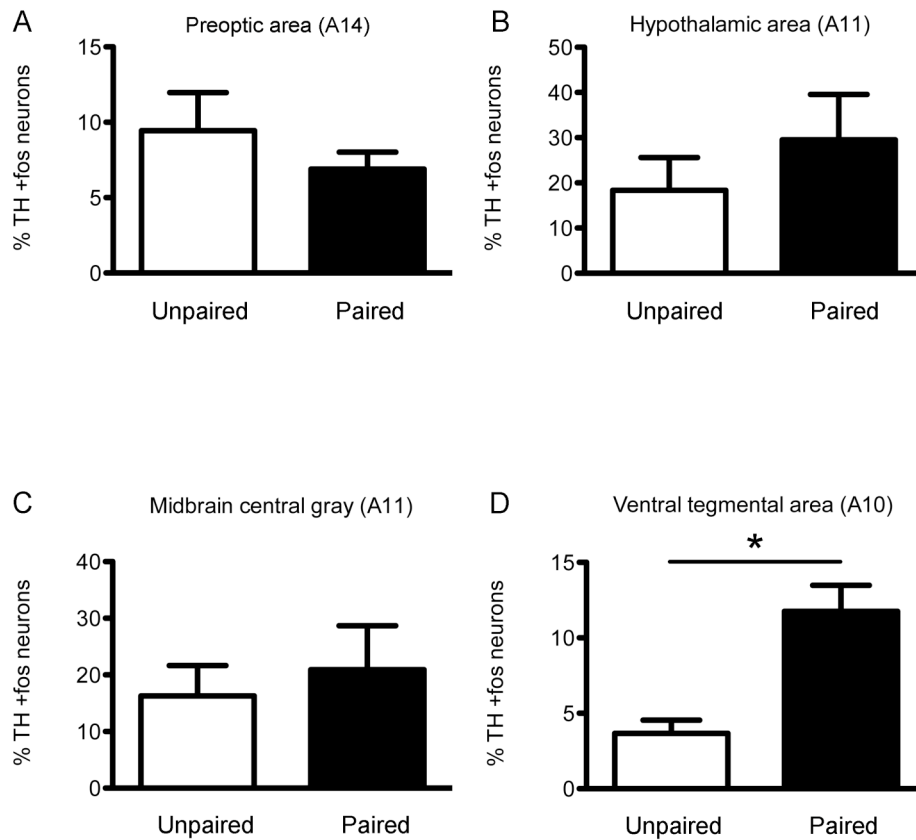 A
Preoptic area (A14)
% TH +fos neurons
15
10
5
0
Unpaired
Paired
B
Hypothalamic area (A11)
% TH +fos neurons
50
40
30
20
10
0
Unpaired
Paired
C
Midbrain central gray (A11)
% TH +fos neurons
40
30
20
10
0
Unpaired
Paired
D
Ventral tegmental area (A10)
*
% TH +fos neurons
15
10
5
0
Unpaired
Paired